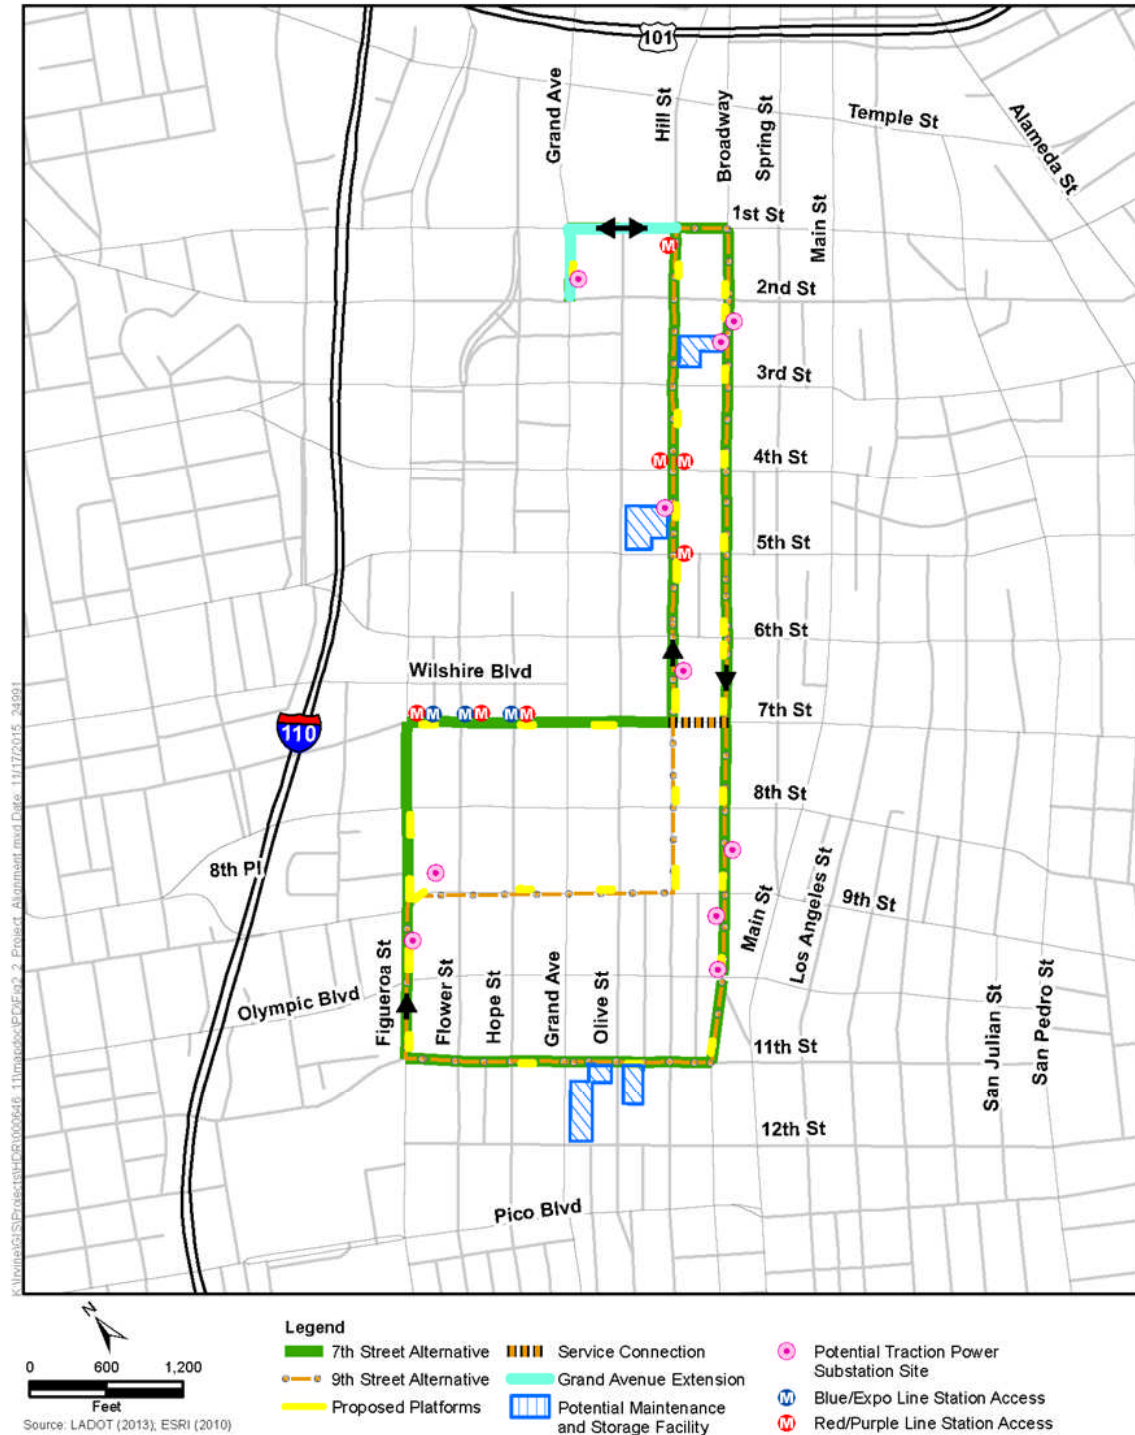 101
Grand Ave
Hill St
Broadway
Spring St
Temple St
Alameda St
1st St
Main St
2nd St
3rd St
4th St
5th St
6th St
Wilshire Blvd
7th St
110
8th St
8th Pl
9th St
Main St
Los Angeles St
Olympic Blvd
Figueroa St
Flower St
Hope St
Grand Ave
Olive St
11th St
San Julian St
San Pedro St
12th St
Pico Blvd
M
M
M
M
M
M
M
M
M
M
N
0 600 1,200
Feet
Source: LADOT (2013); ESRI (2010)
Legend
7th Street Alternative
9th Street Alternative
Proposed Platforms
Service Connection
Grand Avenue Extension
Potential Maintenance
and Storage Facility
Potential Traction Power
Substation Site
M Blue/Expo Line Station Access
M Red/Purple Line Station Access